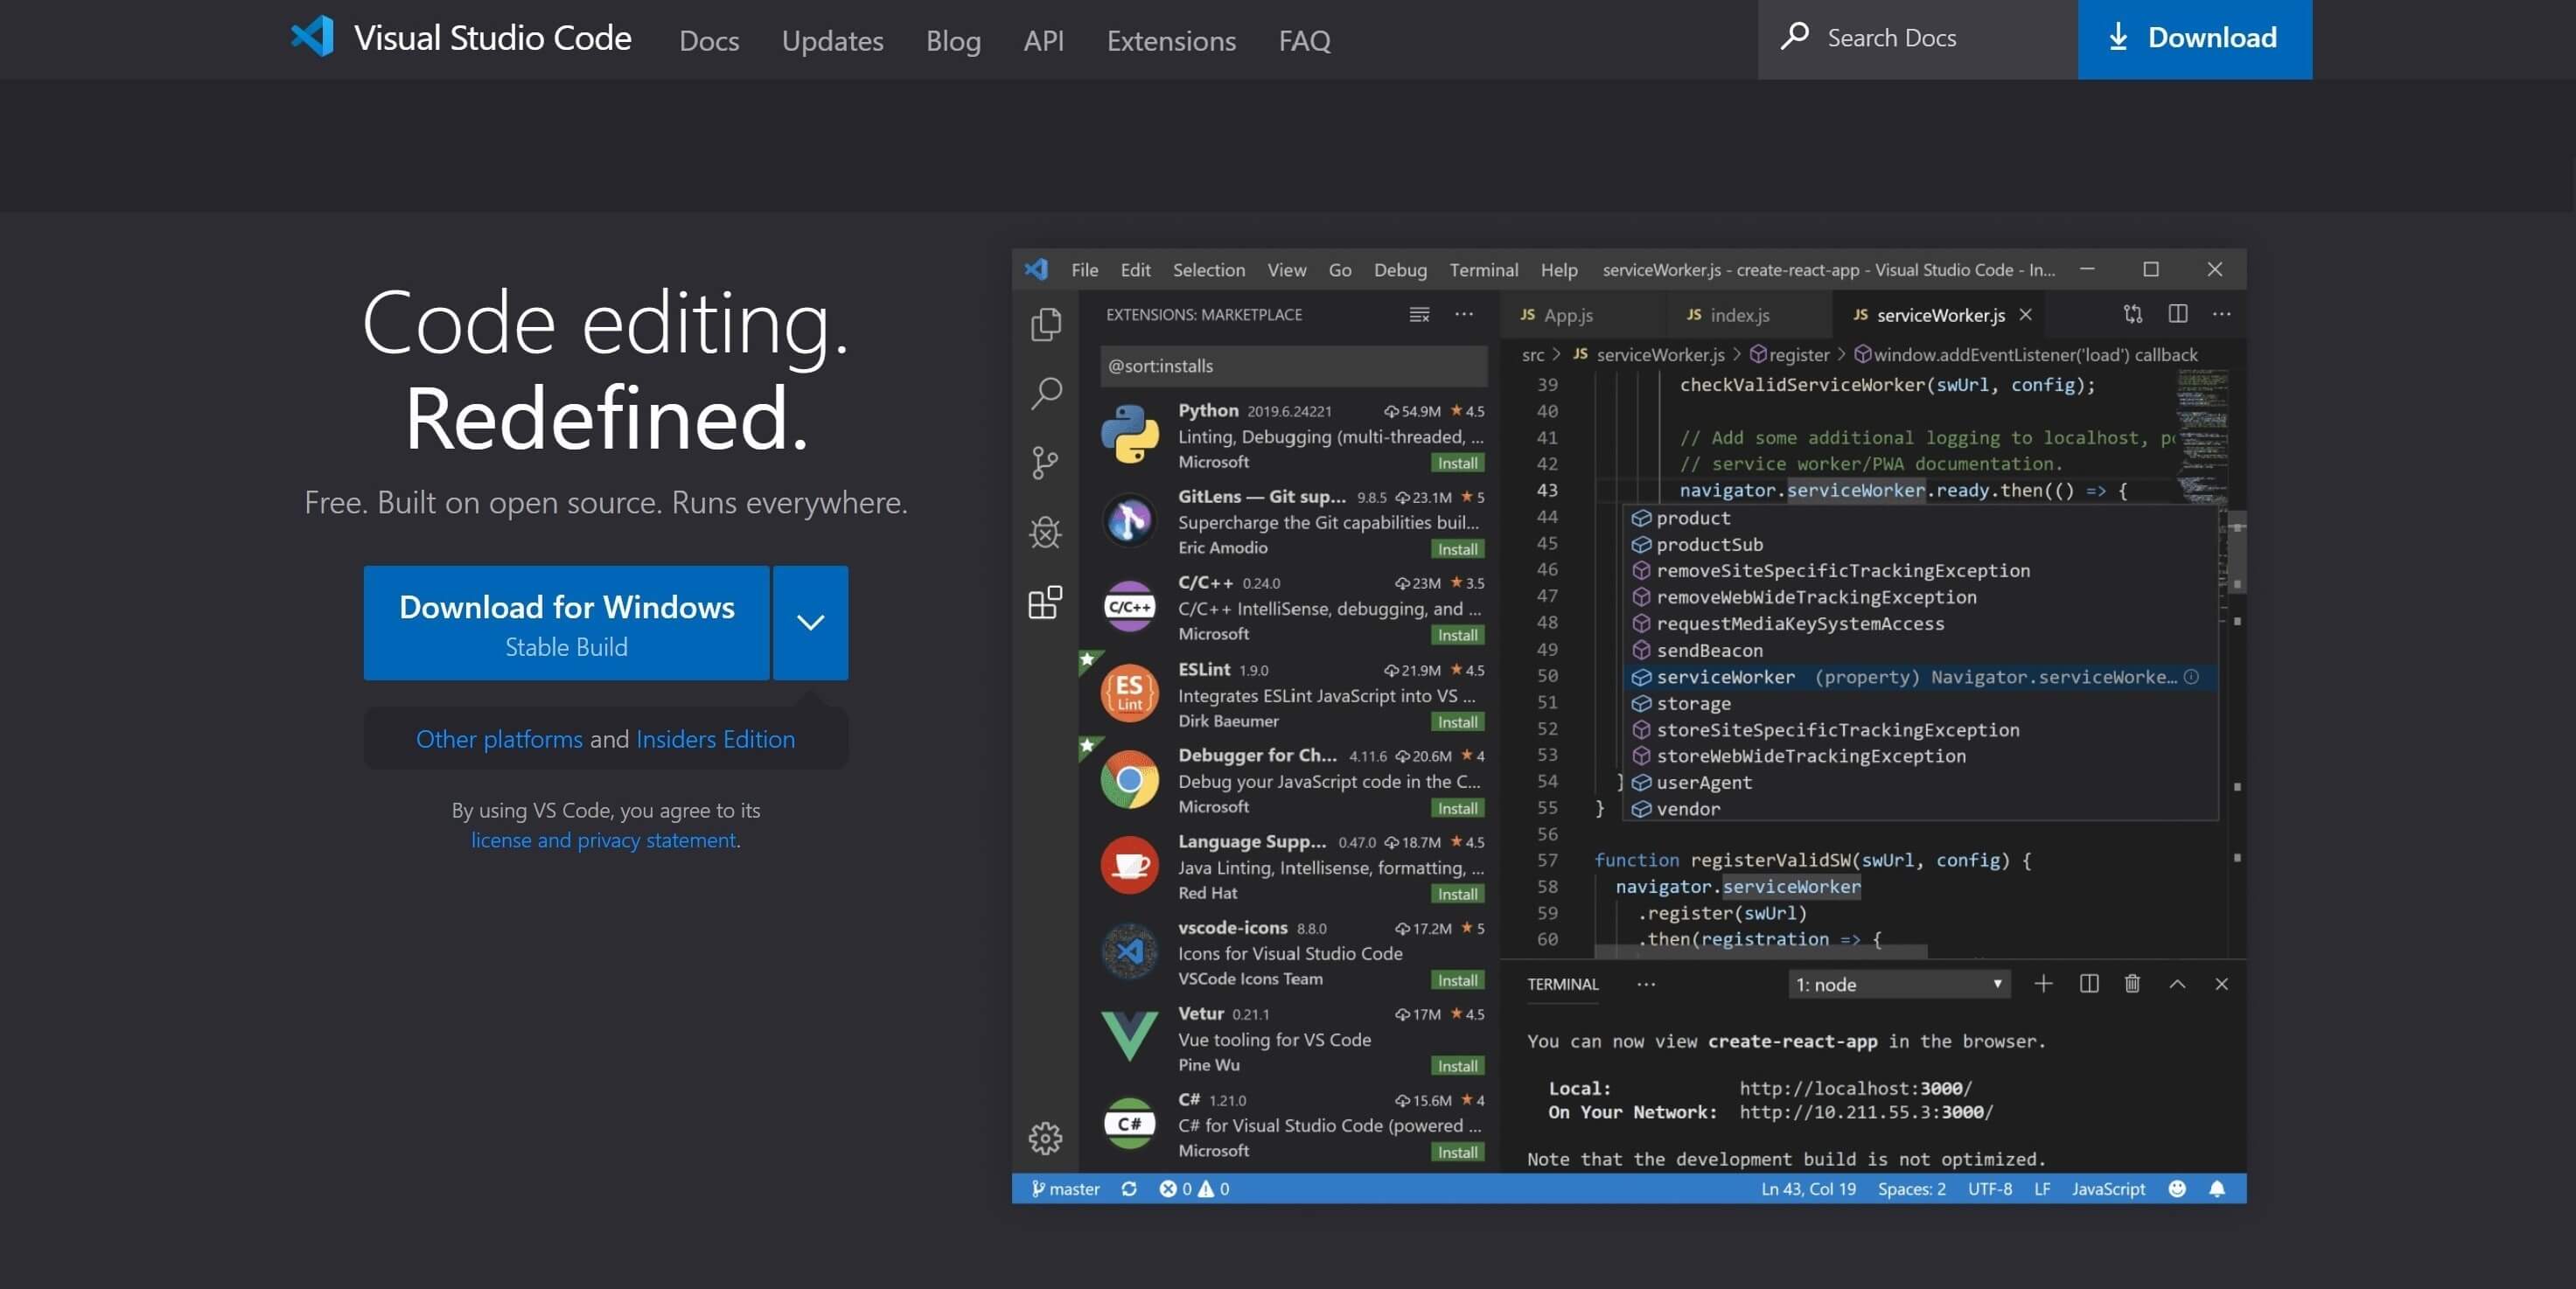 Visual Studio Code Docs Updates Blog API Extensions FAQ Search Docs Download
Code editing.
Redefined.
Free. Built on open source. Runs everywhere.
Download for Windows
Stable Build
Other platforms and Insiders Edition
By using VS Code, you agree to its
license and privacy statement.
File Edit Selection View Go Debug Terminal Help serviceWorker.js - create-react-app - Visual Studio Code - In...
EXTENSIONS: MARKETPLACE
@sort:installs
Python 2019.6.24221 54.9M 4.5
Linting, Debugging (multi-threaded, ...
Microsoft Install
GitLens — Git sup... 9.8.5 23.1M 5
Supercharge the Git capabilities buil...
Eric Amodio Install
C/C++
C/C++ 0.24.0 23M 3.5
C/C++ IntelliSense, debugging, and ...
Microsoft Install
ES
Lint
ESLint 1.9.0 21.9M 4.5
Integrates ESLint JavaScript into VS ...
Dirk Baeumer Install
Debugger for Ch... 4.11.6 20.6M 4
Debug your JavaScript code in the C...
Microsoft Install
Language Supp... 0.47.0 18.7M 4.5
Java Linting, Intellisense, formatting, ...
Red Hat Install
vscode-icons 8.8.0 17.2M 5
Icons for Visual Studio Code
VSCode Icons Team Install
Vetur 0.21.1 17M 4.5
Vue tooling for VS Code
Pine Wu Install
C#
C# 1.21.0 15.6M 4
C# for Visual Studio Code (powered ...
Microsoft Install
JS App.js JS index.js JS serviceWorker.js
src > JS serviceWorker.js > register > window.addEventListener('load') callback
39 checkValidServiceWorker(swUrl, config);
40
41 // Add some additional logging to localhost, p
42 // service worker/PWA documentation.
43 navigator.serviceWorker.ready.then(() => {
44 product
45 productSub
46 removeSiteSpecificTrackingException
47 removeWebWideTrackingException
48 requestMediaKeySystemAccess
49 sendBeacon
50 serviceWorker (property) Navigator.serviceWorke...
51 storage
52 storeSiteSpecificTrackingException
53 storeWebWideTrackingException
54 } userAgent
55 } vendor
56
57 function registerValidSW(swUrl, config) {
58 navigator.serviceWorker
59 .register(swUrl)
60 .then(registration => {
TERMINAL ... 1: node
You can now view create-react-app in the browser.
Local: http://localhost:3000/
On Your Network: http://10.211.55.3:3000/
Note that the development build is not optimized.
master 0 0 Ln 43, Col 19 Spaces: 2 UTF-8 LF JavaScript